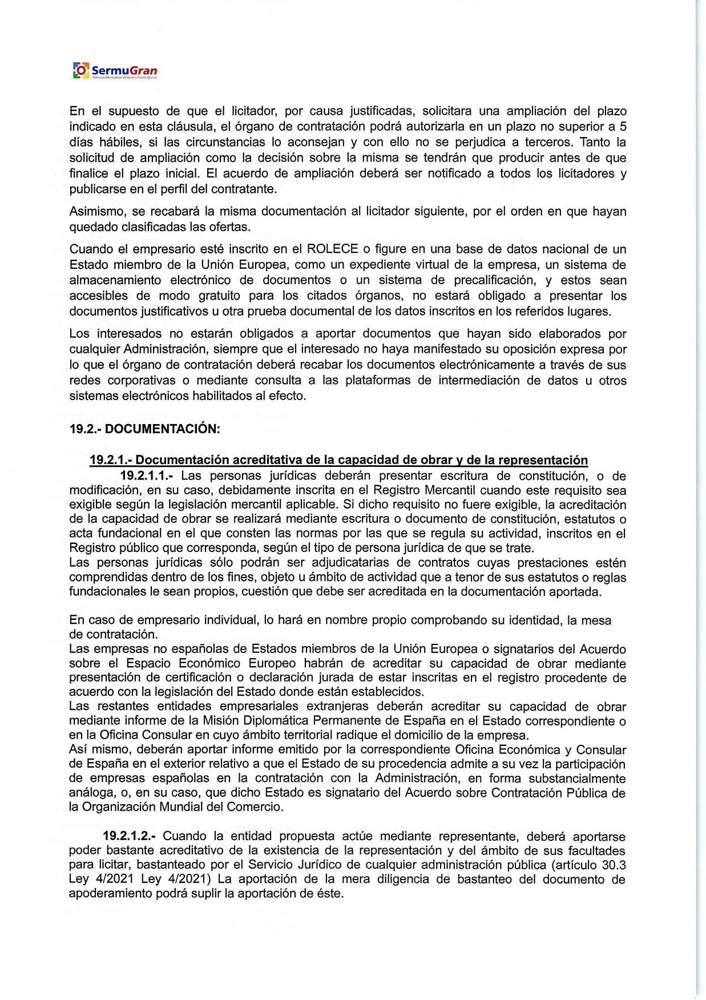 SermuGran
En el supuesto de que el licitador, por causa justificadas, solicitara una ampliación del plazo
indicado en esta cláusula, el órgano de contratación podrá autorizarla en un plazo no superior a 5
días hábiles, si las circunstancias lo aconsejan y con ello no se perjudica a terceros. Tanto la
solicitud de ampliación como la decisión sobre la misma se tendrán que producir antes de que
finalice el plazo inicial. El acuerdo de ampliación deberá ser notificado a todos los licitadores y
publicarse en el perfil del contratante.
Asimismo, se recabará la misma documentación al licitador siguiente, por el orden en que hayan
quedado clasificadas las ofertas.
Cuando el empresario esté inscrito en el ROLECE o figure en una base de datos nacional de un
Estado miembro de la Unión Europea, como un expediente virtual de la empresa, un sistema de
almacenamiento electrónico de documentos o un sistema de precalificación, y estos sean
accesibles de modo gratuito para los citados órganos, no estará obligado a presentar los
documentos justificativos u otra prueba documental de los datos inscritos en los referidos lugares.
Los interesados no estarán obligados a aportar documentos que hayan sido elaborados por
cualquier Administración, siempre que el interesado no haya manifestado su oposición expresa por
lo que el órgano de contratación deberá recabar los documentos electrónicamente a través de sus
redes corporativas o mediante consulta a las plataformas de intermediación de datos u otros
sistemas electrónicos habilitados al efecto.
19.2.- DOCUMENTACIÓN:
19.2.1.- Documentación acreditativa de la capacidad de obrar y de la representación
19.2.1.1.- Las personas jurídicas deberán presentar escritura de constitución, o de
modificación, en su caso, debidamente inscrita en el Registro Mercantil cuando este requisito sea
exigible según la legislación mercantil aplicable. Si dicho requisito no fuere exigible, la acreditación
de la capacidad de obrar se realizará mediante escritura o documento de constitución, estatutos o
acta fundacional en el que consten las normas por las que se regula su actividad, inscritos en el
Registro público que corresponda, según el tipo de persona jurídica de que se trate.
Las personas jurídicas sólo podrán ser adjudicatarias de contratos cuyas prestaciones estén
comprendidas dentro de los fines, objeto u ámbito de actividad que a tenor de sus estatutos o reglas
fundacionales le sean propios, cuestión que debe ser acreditada en la documentación aportada.
En caso de empresario individual, lo hará en nombre propio comprobando su identidad, la mesa
de contratación.
Las empresas no españolas de Estados miembros de la Unión Europea o signatarios del Acuerdo
sobre el Espacio Económico Europeo habrán de acreditar su capacidad de obrar mediante
presentación de certificación o declaración jurada de estar inscritas en el registro procedente de
acuerdo con la legislación del Estado donde están establecidos.
Las restantes entidades empresariales extranjeras deberán acreditar su capacidad de obrar
mediante informe de la Misión Diplomática Permanente de España en el Estado correspondiente o
en la Oficina Consular en cuyo ámbito territorial radique el domicilio de la empresa.
Así mismo, deberán aportar informe emitido por la correspondiente Oficina Económica y Consular
de España en el exterior relativo a que el Estado de su procedencia admite a su vez la participación
de empresas españolas en la contratación con la Administración, en forma substancialmente
análoga, o, en su caso, que dicho Estado es signatario del Acuerdo sobre Contratación Pública de
la Organización Mundial del Comercio.
19.2.1.2.- Cuando la entidad propuesta actúe mediante representante, deberá aportarse
poder bastante acreditativo de la existencia de la representación y del ámbito de sus facultades
para licitar, bastanteado por el Servicio Jurídico de cualquier administración pública (artículo 30.3
Ley 4/2021 Ley 4/2021) La aportación de la mera diligencia de bastanteo del documento de
apoderamiento podrá suplir la aportación de éste.